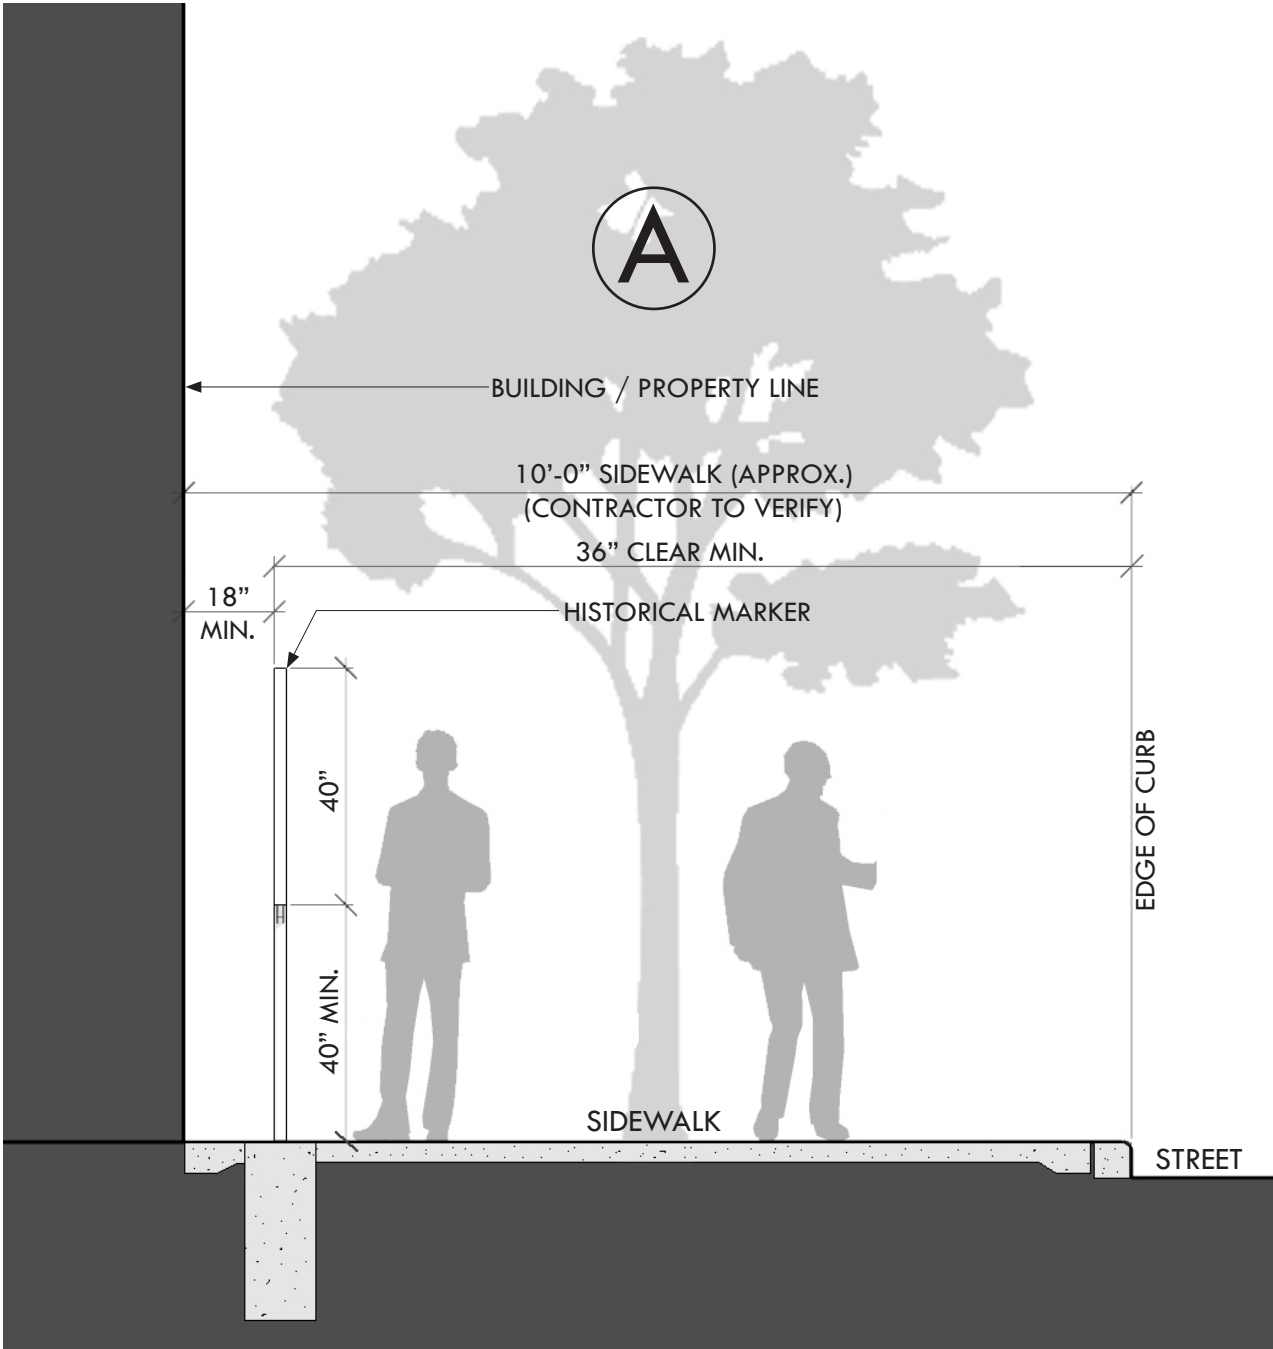 A
BUILDING / PROPERTY LINE
10’-0” SIDEWALK (APPROX.)
(CONTRACTOR TO VERIFY)
36” CLEAR MIN.
18”
MIN.
HISTORICAL MARKER
40”
40” MIN.
EDGE OF CURB
SIDEWALK
STREET